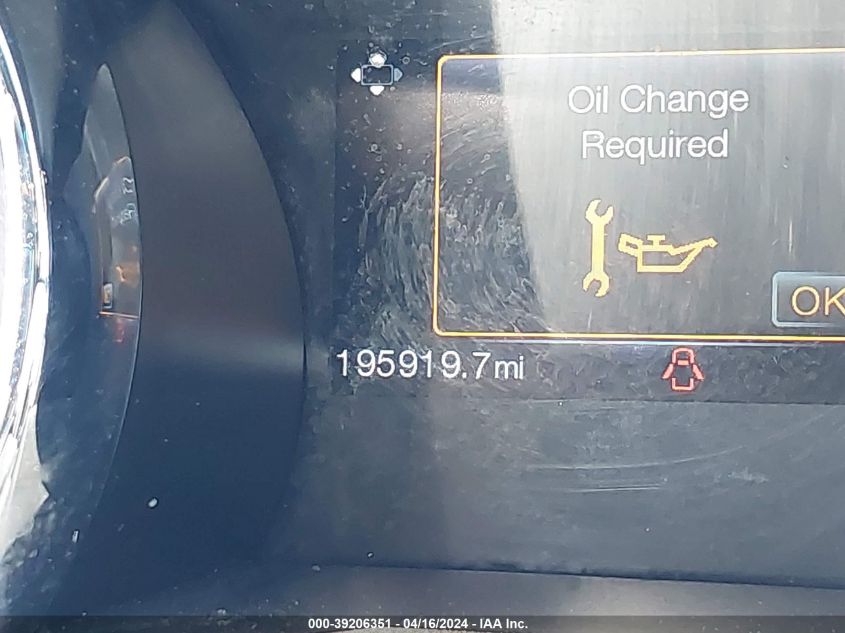 Oil Change
Required
OK
195919.7mi
000-39206351 - 04/16/2024 - IAA Inc.